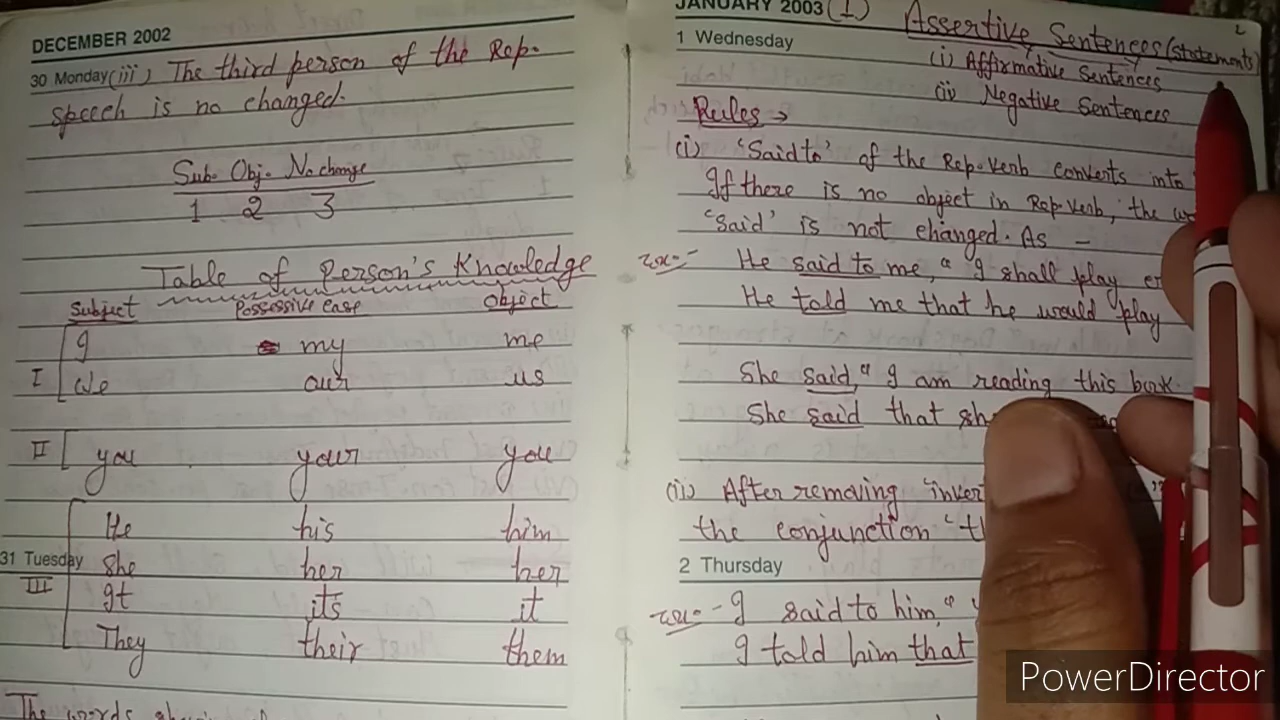 DECEMBER 2002
30 Monday (iii) The third person of the Rep.
speech is no changed.
Sub. Obj. No change
1 2 3
Table of Person's Knowledge
Subject Possessive case Object
I
I my me
we our us
II
you your you
31 Tuesday
III
He his him
She her her
It its it
They their them
The words
JANUARY 2003 (1) Assertive Sentences (Statements) 2
1 Wednesday
(i) Affirmative Sentences
(ii) Negative Sentences
Rules →
(i) 'Said to' of the Rep. verb converts into
If there is no object in Rep. verb, the
'Said' is not changed. As –
Ex:- He said to me, " I shall play
He told me that he would play
She said, " I am reading this book.
She said that
(ii) After removing
the conjunction
2 Thursday
Ex:- I said to him, "
I told him that
PowerDirector